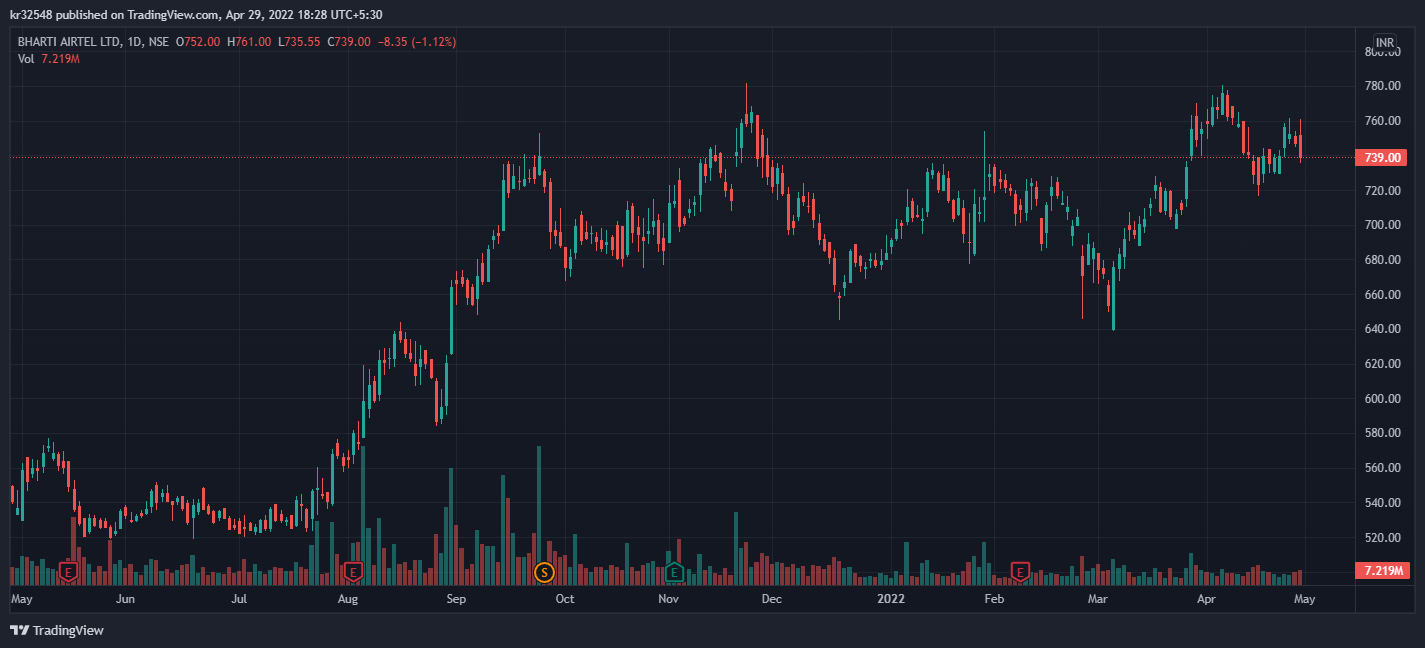 kr32548 published on TradingView.com, Apr 29, 2022 18:28 UTC+5:30
BHARTI AIRTEL LTD, 1D, NSE O752.00 H761.00 L735.55 C739.00 −8.35 (−1.12%)
Vol 7.219M
INR
800.00
780.00
760.00
739.00
720.00
700.00
680.00
660.00
640.00
620.00
600.00
580.00
560.00
540.00
520.00
7.219M
E E S E E
May Jun Jul Aug Sep Oct Nov Dec 2022 Feb Mar Apr May
TradingView